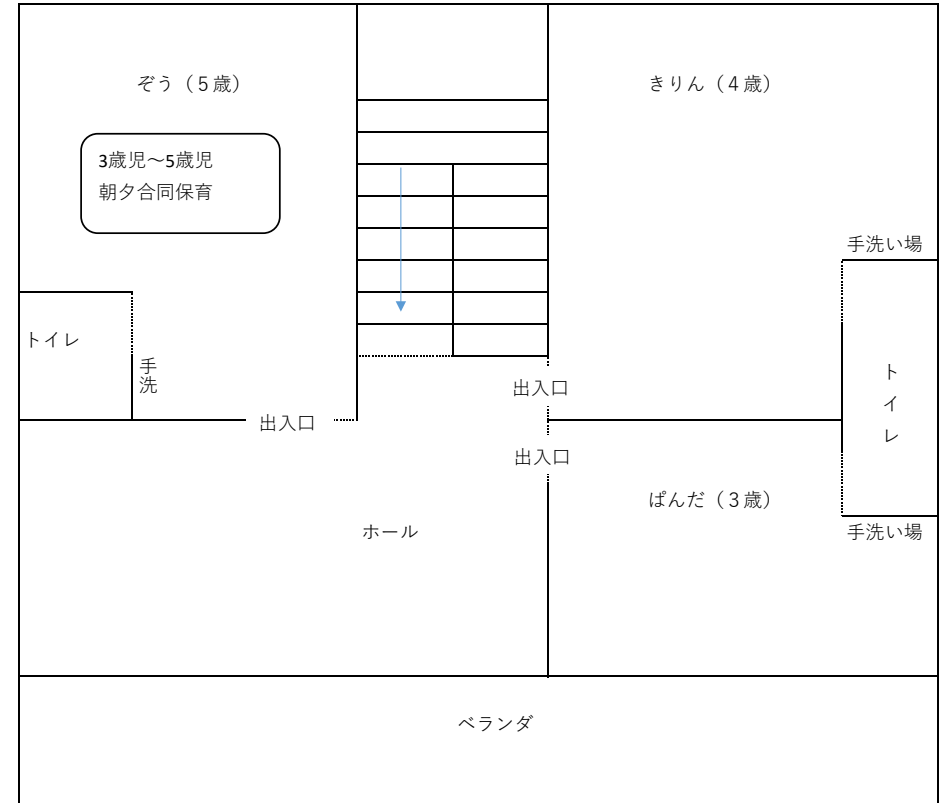 ぞう（５歳）
きりん（４歳）
3歳児～5歳児
朝夕合同保育
手洗い場
トイレ
手洗
トイレ
出入口
出入口
出入口
ぱんだ（３歳）
ホール
手洗い場
ベランダ